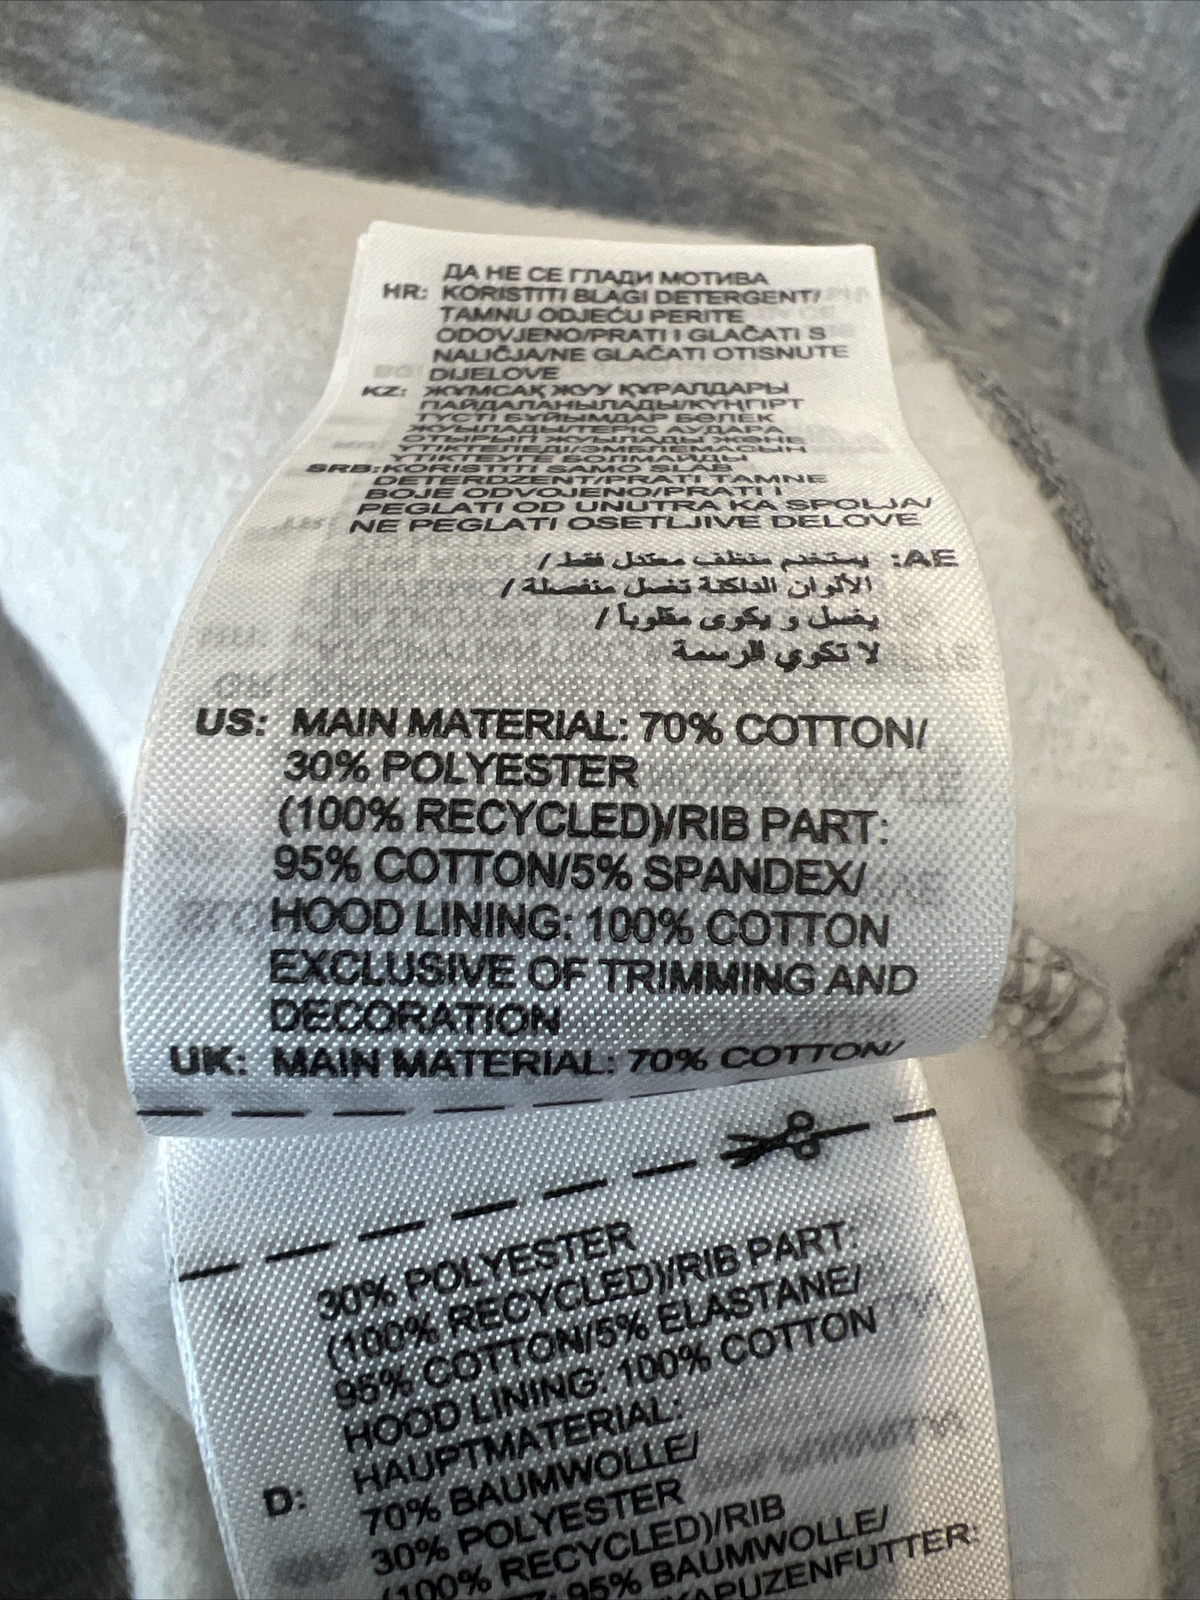 ДА НЕ СЕ ГЛАДИ МОТИВА
HR: KORISTITI BLAGI DETERGENT/
TAMNU ODJEĆU PERITE
ODOVJENO/PRATI I GLAČATI S
NALIČJA/NE GLAČATI OTISNUTE
DIJELOVE
KZ: ЖҰМСАҚ ЖУУ ҚҰРАЛДАРЫ
ПАЙДАЛАНЫЛАДЫ/КҮҢГІРТ
ТҮСТІ БҰЙЫМДАР БӨЛЕК
ЖУЫЛАДЫ/ТЕРІС АУДАРА
ОТЫРЫП ЖУЫЛАДЫ ЖӘНЕ
ҮТІКТЕЛЕДІ/ЭМБЛЕМАСЫН
ҮТІКТЕУГЕ БОЛМАЙДЫ
SRB: KORISTITI SAMO SLAB
DETERDZENT/PRATI TAMNE
BOJE ODVOJENO/PRATI I
PEGLATI OD UNUTRA KA SPOLJA/
NE PEGLATI OSETLJIVE DELOVE
AE: يستخدم منظف معتدل فقط /
الألوان الداكنة تغسل منفصلة /
يغسل و يكوى مقلوباً /
لا تكوي الرسمة
US: MAIN MATERIAL: 70% COTTON/
30% POLYESTER
(100% RECYCLED)/RIB PART:
95% COTTON/5% SPANDEX/
HOOD LINING: 100% COTTON
EXCLUSIVE OF TRIMMING AND
DECORATION
UK: MAIN MATERIAL: 70% COTTON/
30% POLYESTER
(100% RECYCLED)/RIB PART:
95% COTTON/5% ELASTANE/
HOOD LINING: 100% COTTON
D: HAUPTMATERIAL:
70% BAUMWOLLE/
30% POLYESTER
(100% RECYCLED)/RIB
95% BAUMWOLLE/
KAPUZENFUTTER: